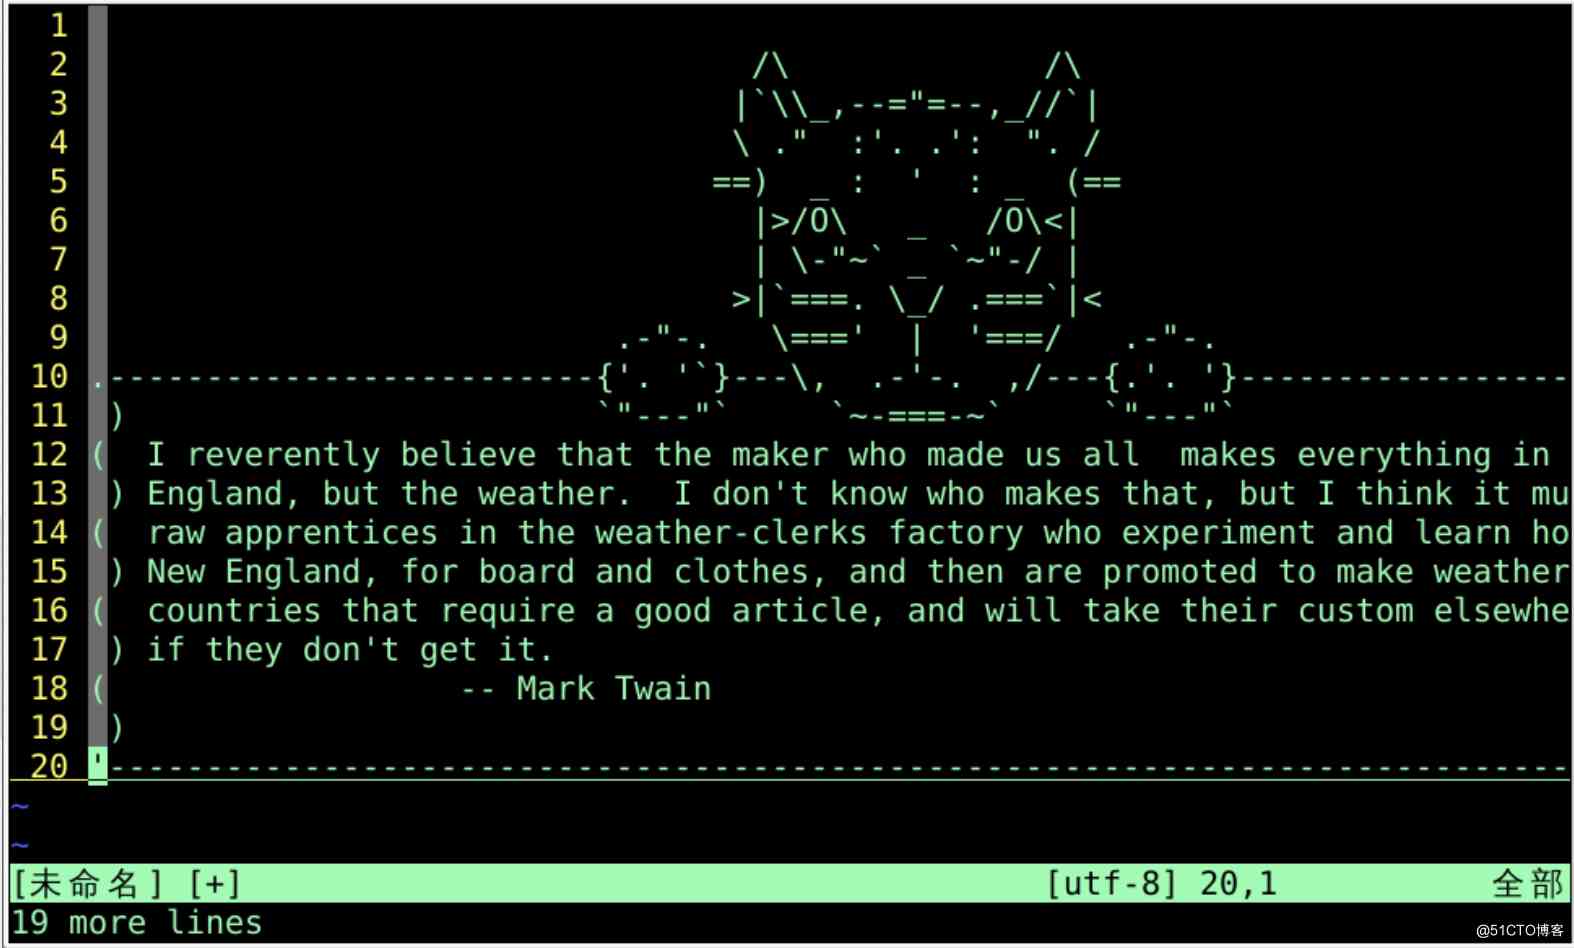 1
2                                    /\             /\
3                                   |`\\_,--="=--,_//`|
4                                   \ ."  :'. .':  ". /
5                                  ==)  _ :  '  : _  (==
6                                    |>/O\   _   /O\<|
7                                    | \-"~` _ `~"-/ |
8                                   >|`===. \_/ .===`|<
9                             .-"-.   \==='  |  '===/   .-"-.
10 .-------------------------{'. '`}---\,  .-'-.  ,/---{.'. '}-----------------
11  )                        `"---"`     `~-===-~`     `"---"`
12 (  I reverently believe that the maker who made us all  makes everything in
13  ) England, but the weather.  I don't know who makes that, but I think it mu
14 (  raw apprentices in the weather-clerks factory who experiment and learn ho
15  ) New England, for board and clothes, and then are promoted to make weather
16 (  countries that require a good article, and will take their custom elsewhe
17  ) if they don't get it.
18 (                  -- Mark Twain
19  )
20 '---------------------------------------------------------------------------
~
~
[未命名] [+] [utf-8] 20,1 全部
19 more lines
@51CTO博客